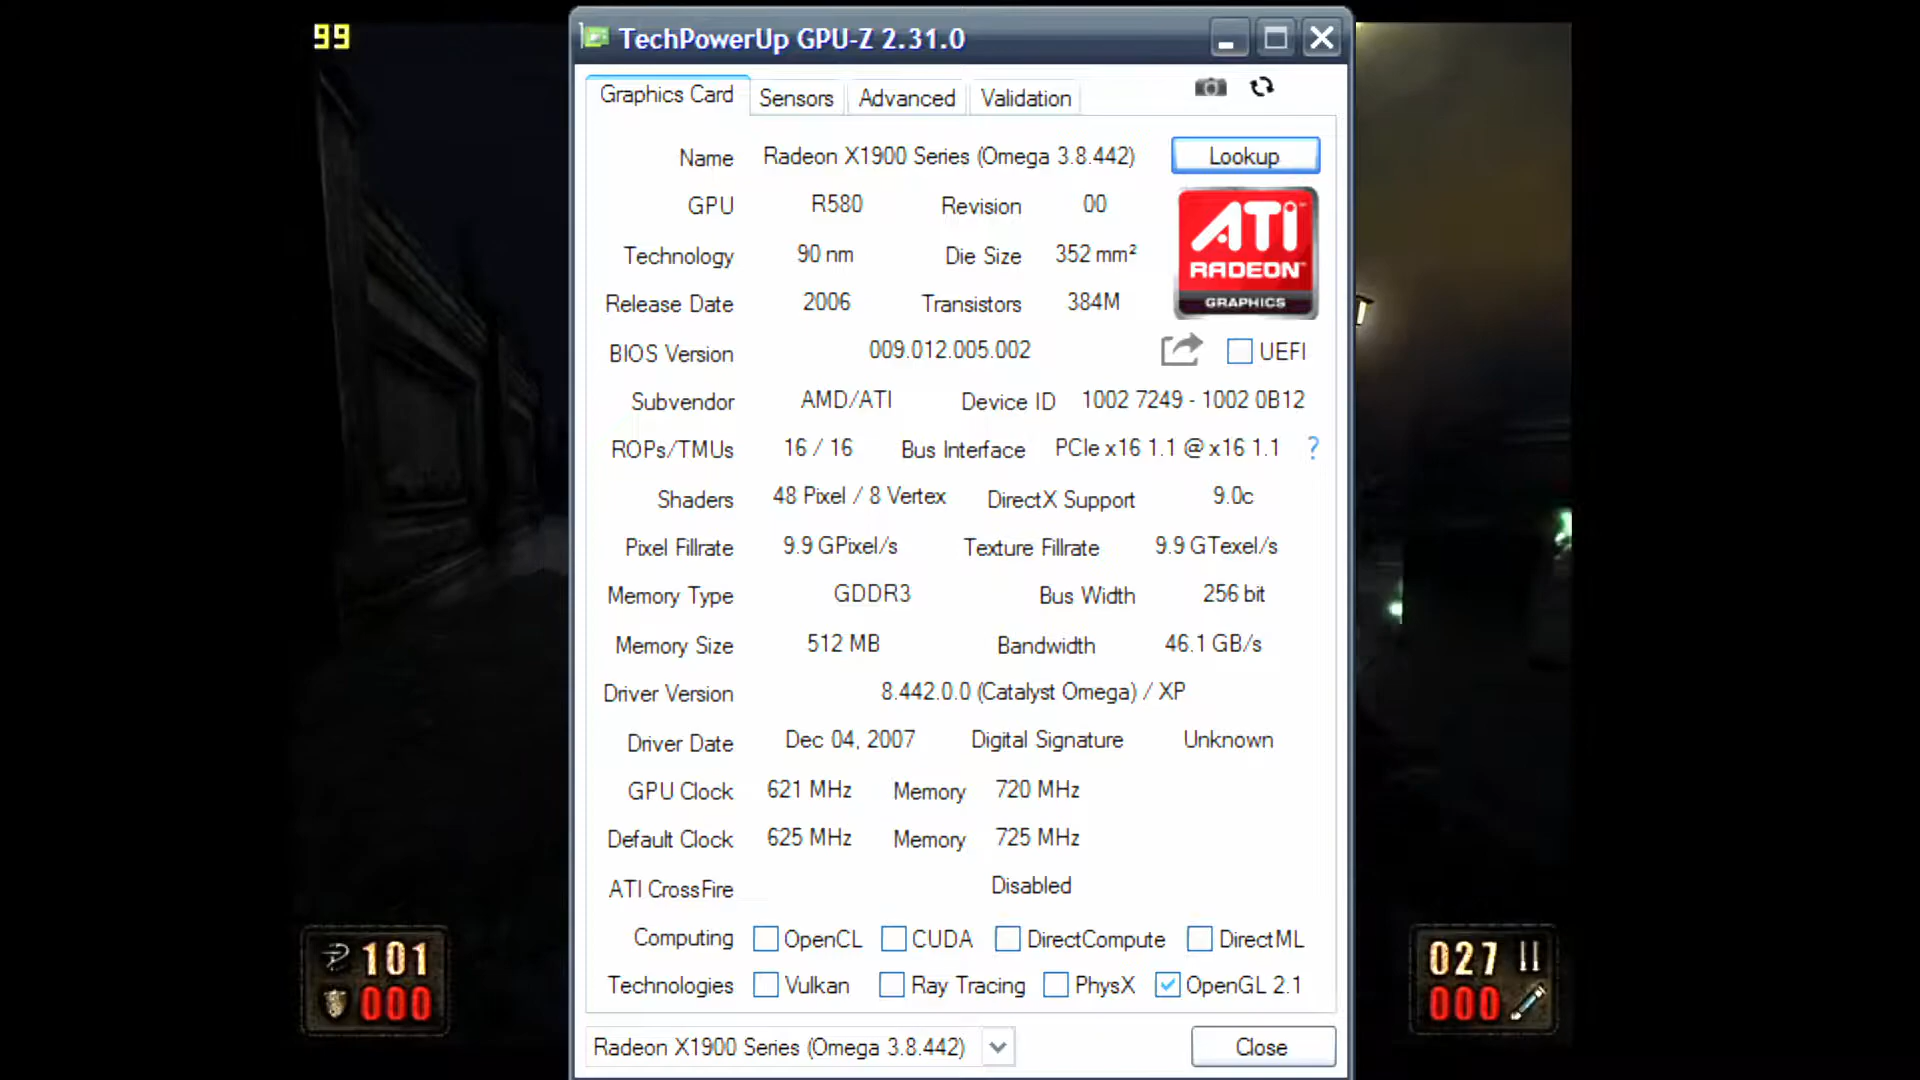 99
TechPowerUp GPU-Z 2.31.0
Graphics Card Sensors Advanced Validation
Name Radeon X1900 Series (Omega 3.8.442) Lookup
GPU R580 Revision 00
ATI
RADEON
GRAPHICS
Technology 90 nm Die Size 352 mm²
Release Date 2006 Transistors 384M
BIOS Version 009.012.005.002 UEFI
Subvendor AMD/ATI Device ID 1002 7249 - 1002 0B12
ROPs/TMUs 16 / 16 Bus Interface PCIe x16 1.1 @ x16 1.1 ?
Shaders 48 Pixel / 8 Vertex DirectX Support 9.0c
Pixel Fillrate 9.9 GPixel/s Texture Fillrate 9.9 GTexel/s
Memory Type GDDR3 Bus Width 256 bit
Memory Size 512 MB Bandwidth 46.1 GB/s
Driver Version 8.442.0.0 (Catalyst Omega) / XP
Driver Date Dec 04, 2007 Digital Signature Unknown
GPU Clock 621 MHz Memory 720 MHz
Default Clock 625 MHz Memory 725 MHz
ATI CrossFire Disabled
Computing OpenCL CUDA DirectCompute DirectML
Technologies Vulkan Ray Tracing PhysX OpenGL 2.1
Radeon X1900 Series (Omega 3.8.442) Close
101
000
027
000